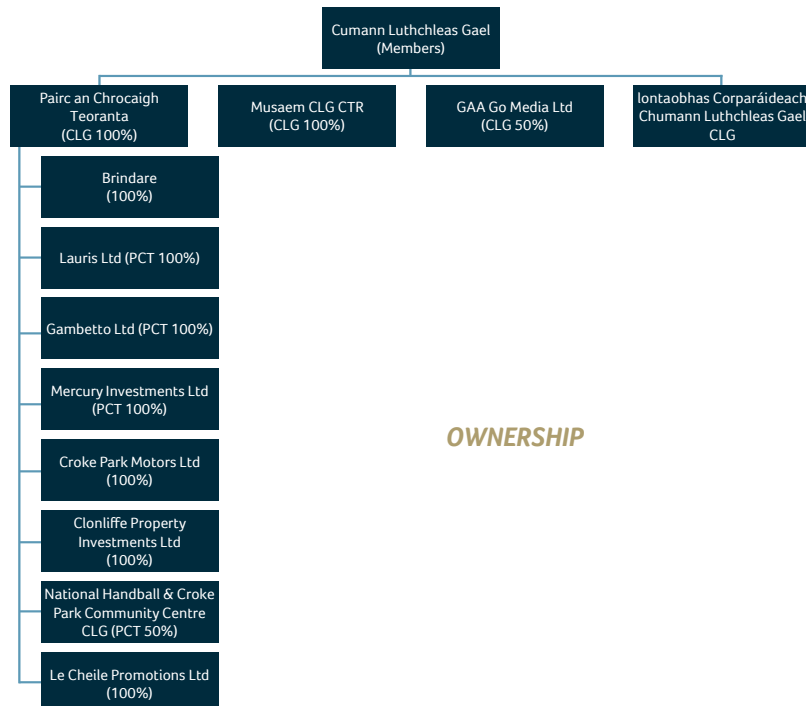 Cumann Luthchleas Gael
(Members)
Pairc an Chrocaigh
Teoranta
(CLG 100%)
Musaem CLG CTR
(CLG 100%)
GAA Go Media Ltd
(CLG 50%)
Iontaobhas Corparáideach
Chumann Luthchleas Gael
CLG
Brindare
(100%)
Lauris Ltd (PCT 100%)
Gambetto Ltd (PCT 100%)
Mercury Investments Ltd
(PCT 100%)
OWNERSHIP
Croke Park Motors Ltd
(100%)
Clonliffe Property
Investments Ltd
(100%)
National Handball & Croke
Park Community Centre
CLG (PCT 50%)
Le Cheile Promotions Ltd
(100%)